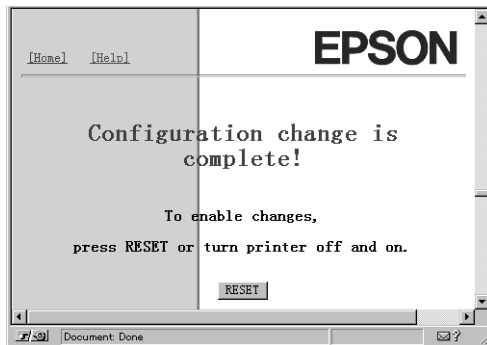 EPSON
[Home] [Help]
Configuration change is
complete!
To enable changes,
press RESET or turn printer off and on.
RESET
Document: Done
?